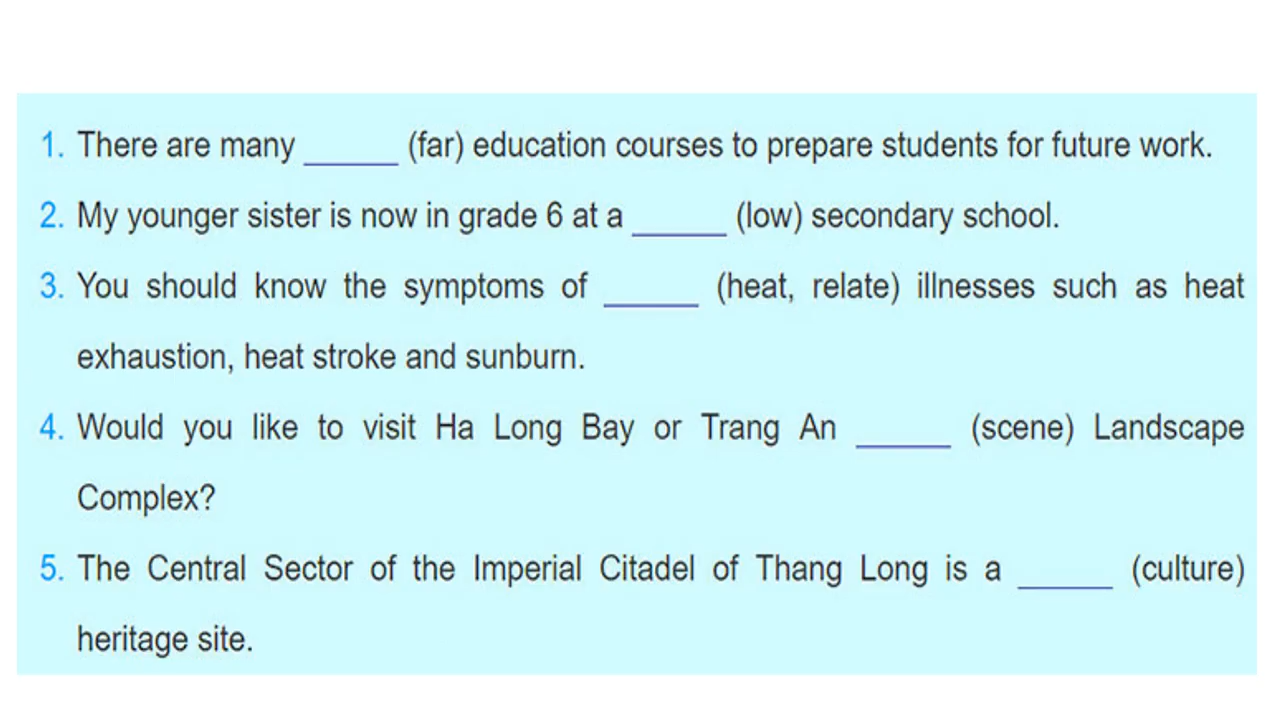 1. There are many ______ (far) education courses to prepare students for future work.
2. My younger sister is now in grade 6 at a ______ (low) secondary school.
3. You should know the symptoms of ______ (heat, relate) illnesses such as heat
exhaustion, heat stroke and sunburn.
4. Would you like to visit Ha Long Bay or Trang An ______ (scene) Landscape
Complex?
5. The Central Sector of the Imperial Citadel of Thang Long is a ______ (culture)
heritage site.